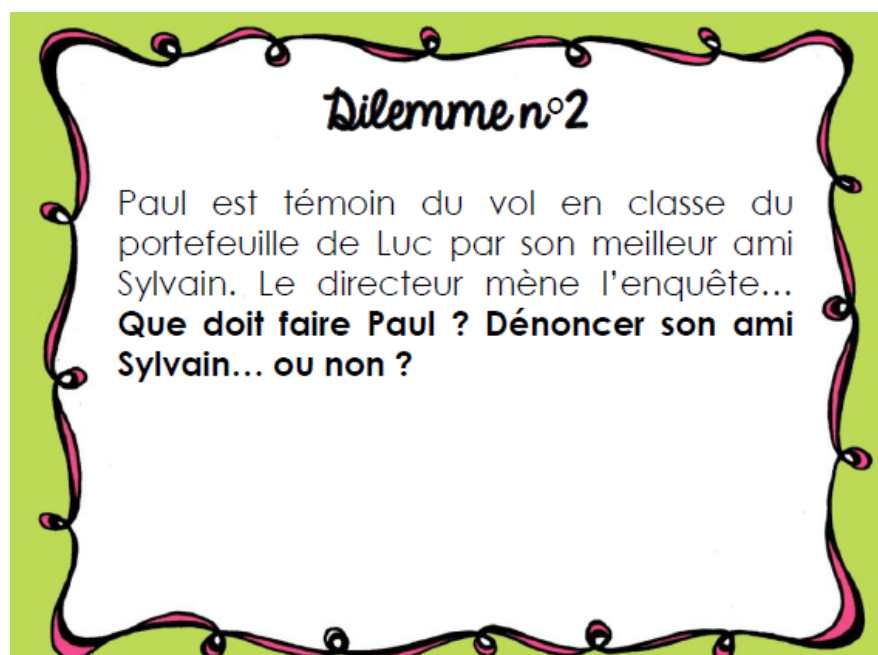 Dilemme n°2
Paul est témoin du vol en classe du
portefeuille de Luc par son meilleur ami
Sylvain. Le directeur mène l'enquête...
Que doit faire Paul ? Dénoncer son ami
Sylvain... ou non ?